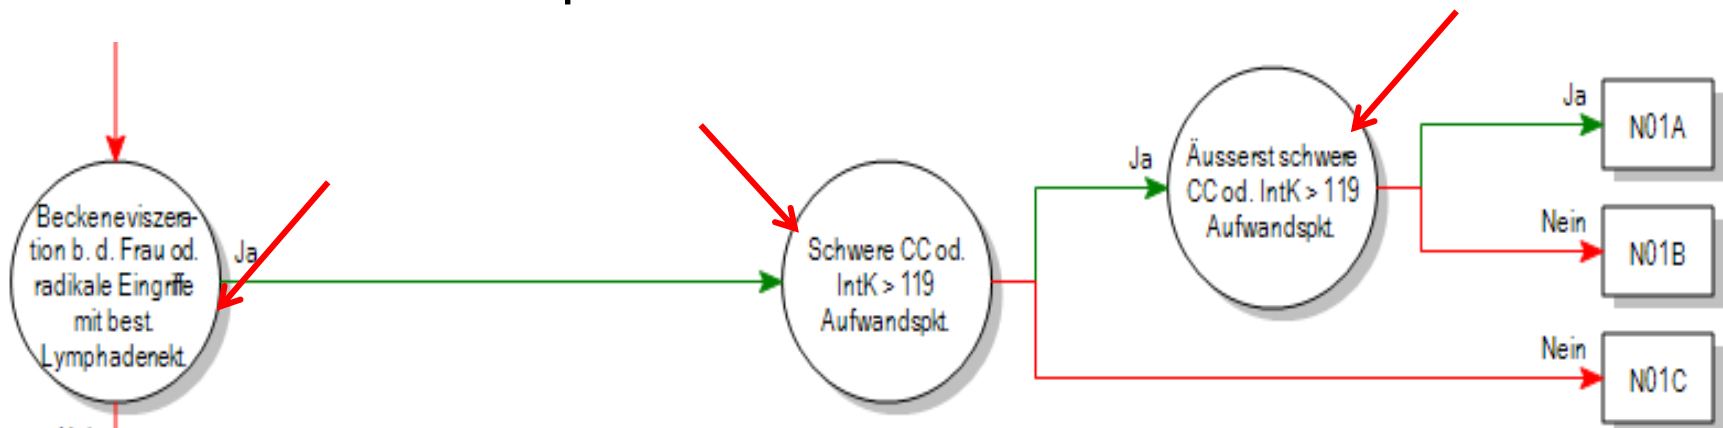 Beckeneviszera-
tion b. d. Frau od.
radikale Eingriffe
mit best.
Lymphadenekt.
Ja
Schwere CC od.
IntK > 119
Aufwandspkt.
Ja
Äusserst schwere
CC od. IntK > 119
Aufwandspkt.
Ja
N01A
Nein
N01B
Nein
N01C